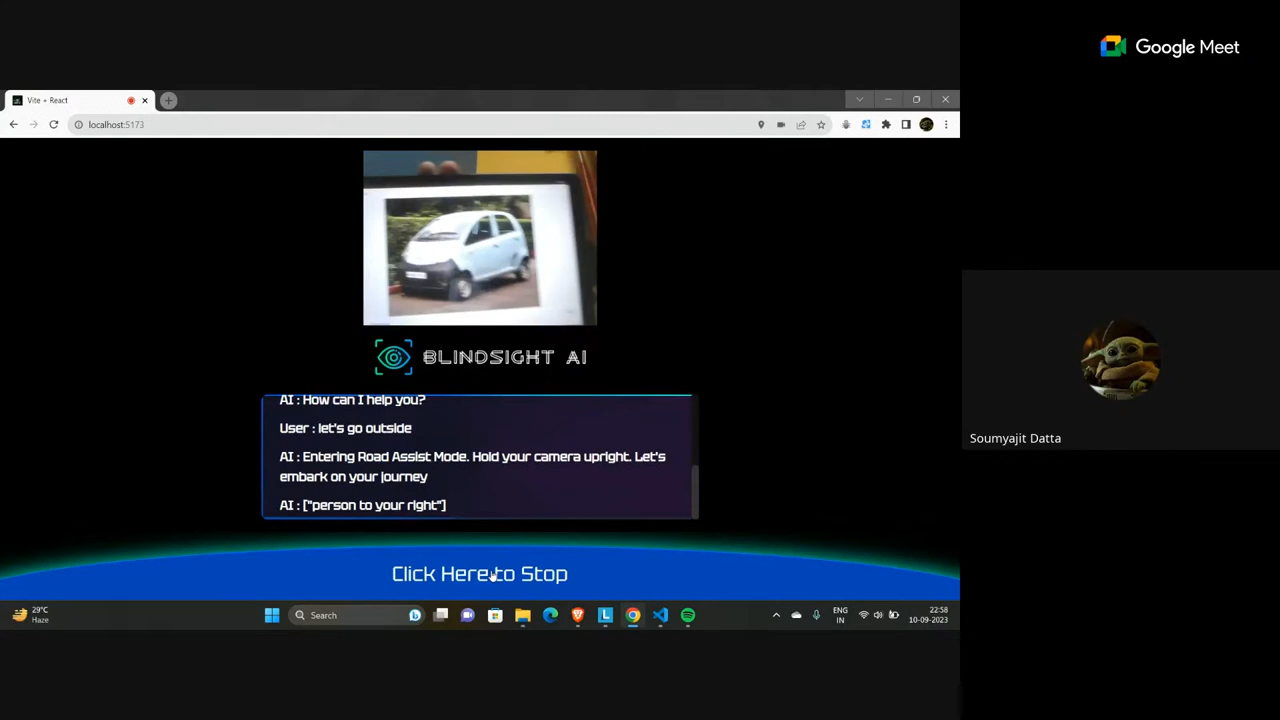 Google Meet
Vite + React
localhost:5173
BLINDSIGHT AI
AI : How can I help you?
User : let's go outside
AI : Entering Road Assist Mode. Hold your camera upright. Let's
embark on your journey
AI : ["person to your right"]
Click Here to Stop
Soumyajit Datta
29°C
Haze
Search
ENG
IN
22:58
10-09-2023